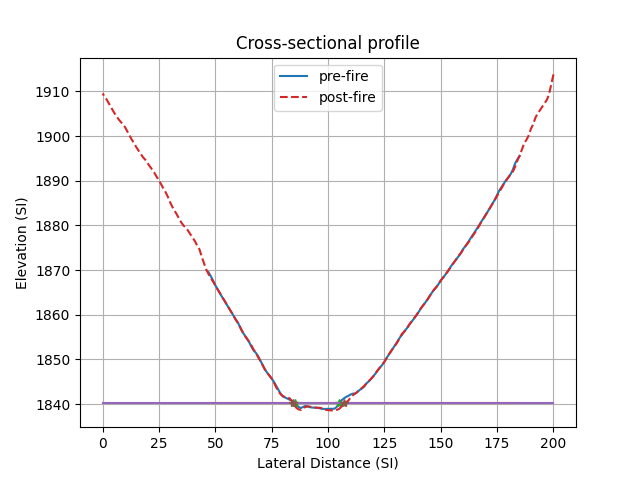 Cross-sectional profile
pre-fire
post-fire
Elevation (SI)
1910
1900
1890
1880
1870
1860
1850
1840
0 25 50 75 100 125 150 175 200
Lateral Distance (SI)